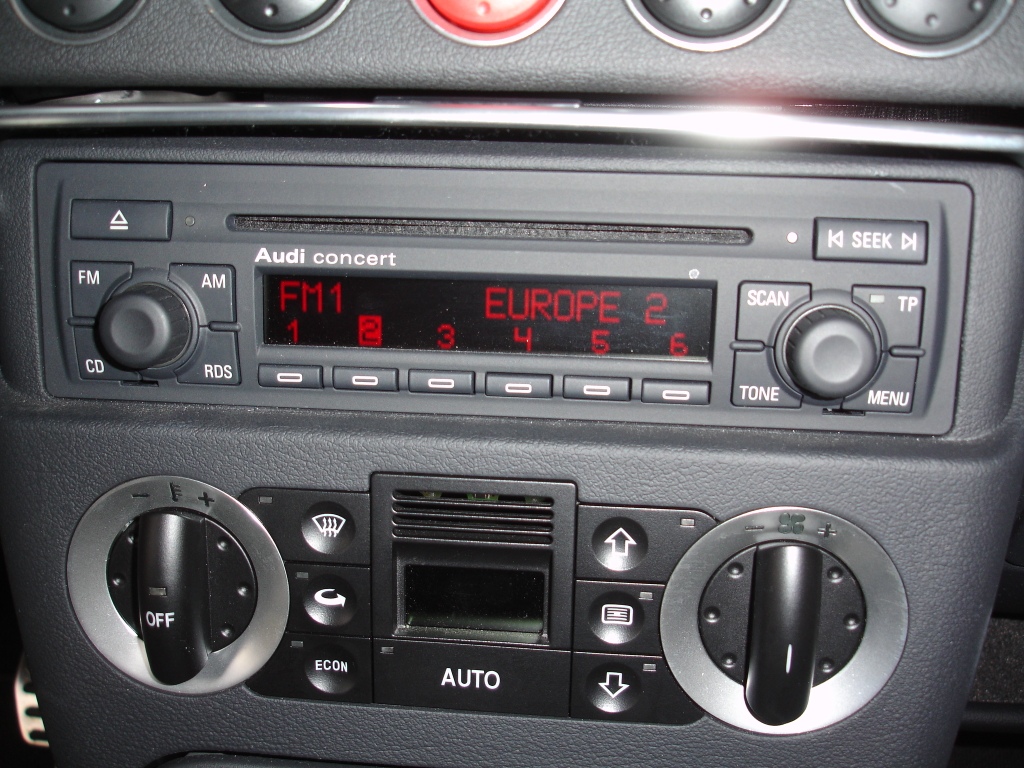 Audi concert
SEEK
FM
AM
FM1 EUROPE 2
1 2 3 4 5 6
SCAN
TP
CD
RDS
TONE
MENU
- +
- +
OFF
ECON
AUTO